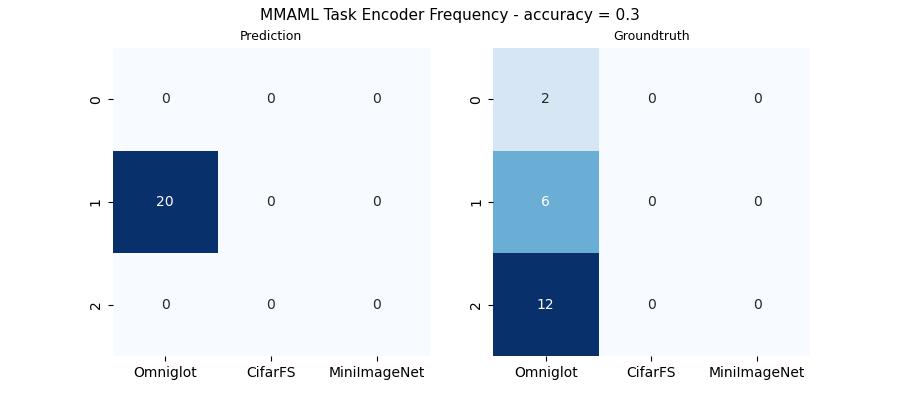 MMAML Task Encoder Frequency - accuracy = 0.3
Prediction
0
0 0 0
1
20 0 0
2
0 0 0
Omniglot CifarFS MiniImageNet
Groundtruth
0
2 0 0
1
6 0 0
2
12 0 0
Omniglot CifarFS MiniImageNet